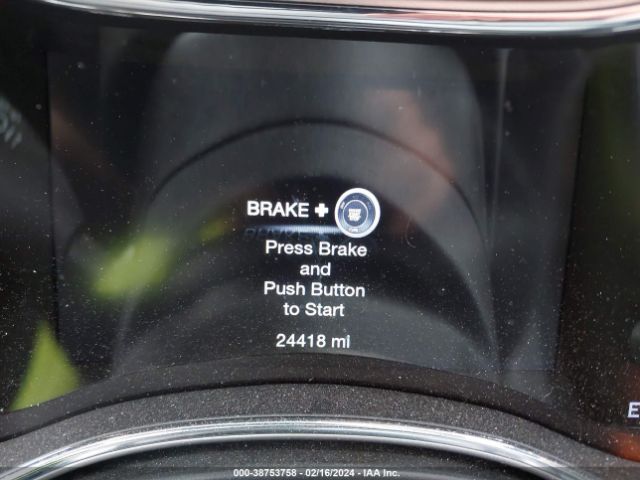 BRAKE +
Press Brake
and
Push Button
to Start
24418 mi
E
000-38753758 - 02/16/2024 - IAA Inc.